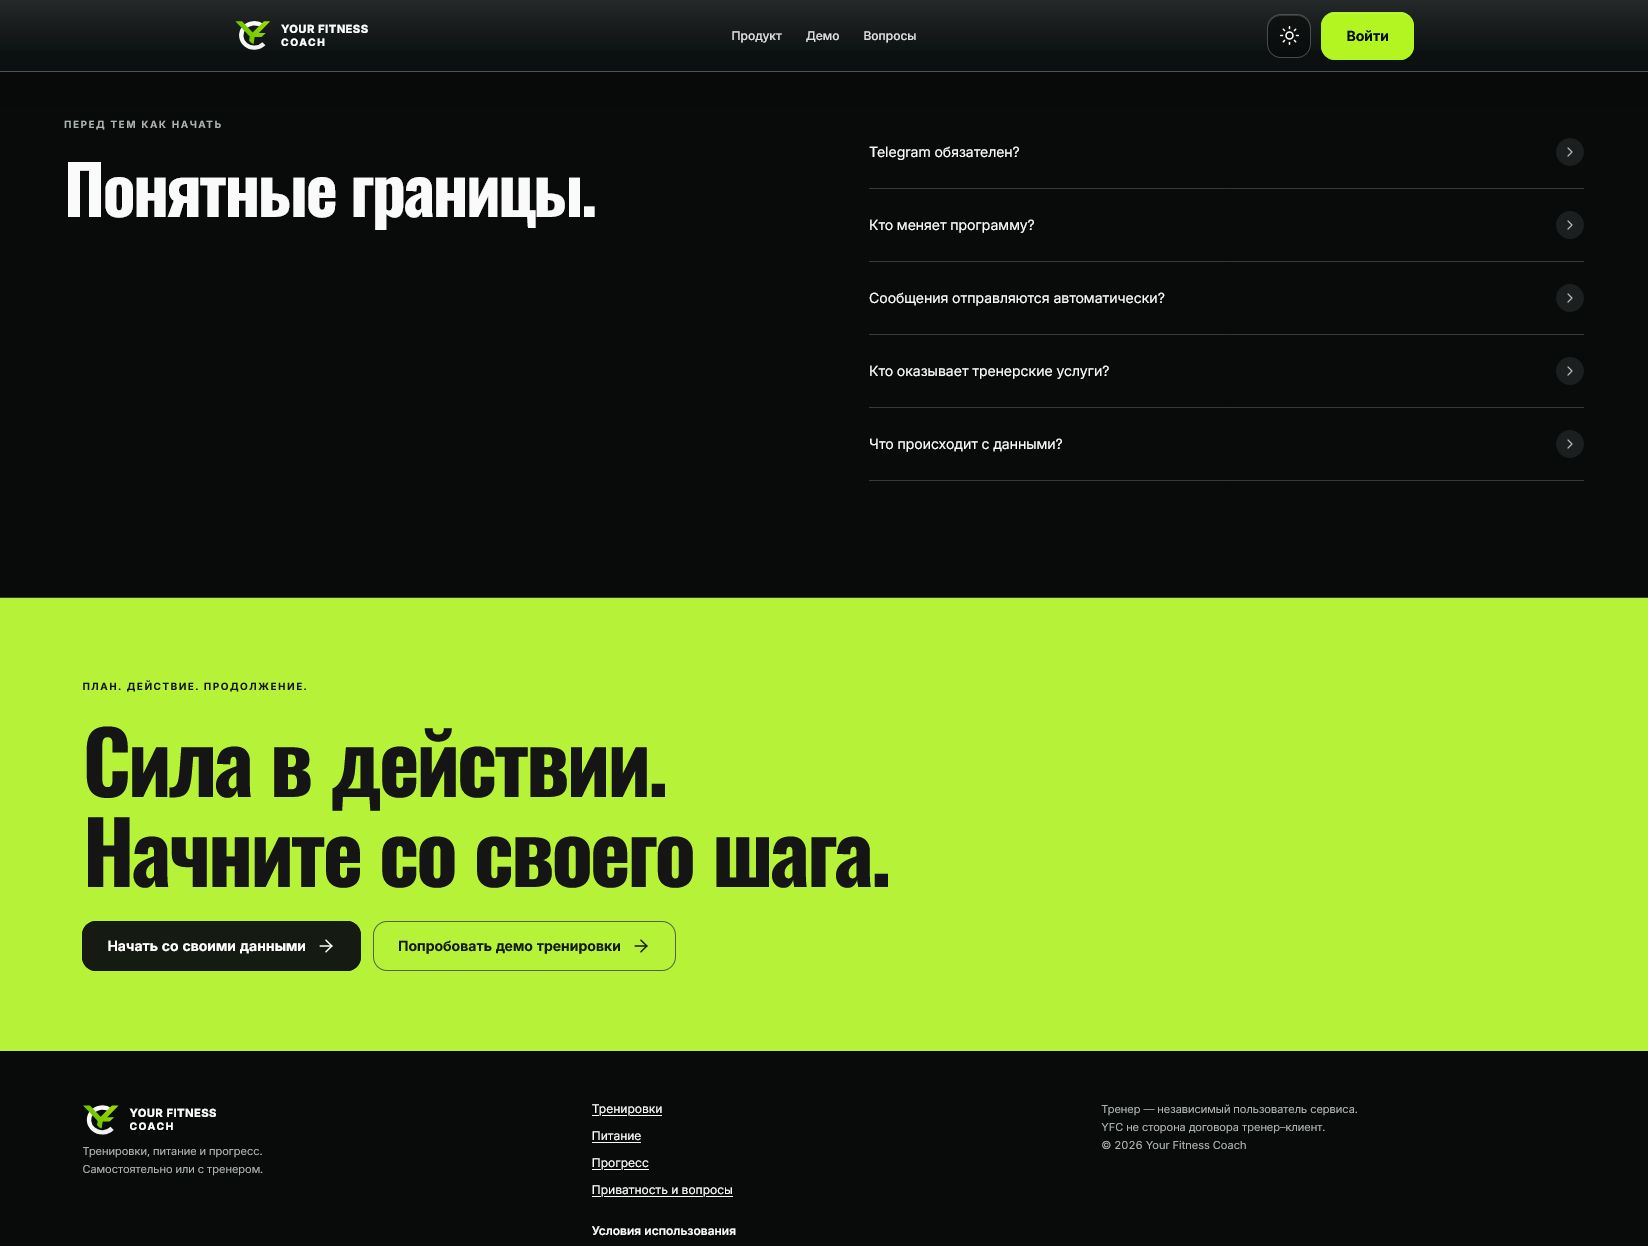 YOUR FITNESS
COACH
Продукт
Демо
Вопросы
Войти
ПЕРЕД ТЕМ КАК НАЧАТЬ
Понятные границы.
Telegram обязателен?
Кто меняет программу?
Сообщения отправляются автоматически?
Кто оказывает тренерские услуги?
Что происходит с данными?
ПЛАН. ДЕЙСТВИЕ. ПРОДОЛЖЕНИЕ.
Сила в действии.
Начните со своего шага.
Начать со своими данными
Попробовать демо тренировки
YOUR FITNESS
COACH
Тренировки, питание и прогресс.
Самостоятельно или с тренером.
Тренировки
Питание
Прогресс
Приватность и вопросы
Условия использования
Тренер — независимый пользователь сервиса.
YFC не сторона договора тренер–клиент.
© 2026 Your Fitness Coach